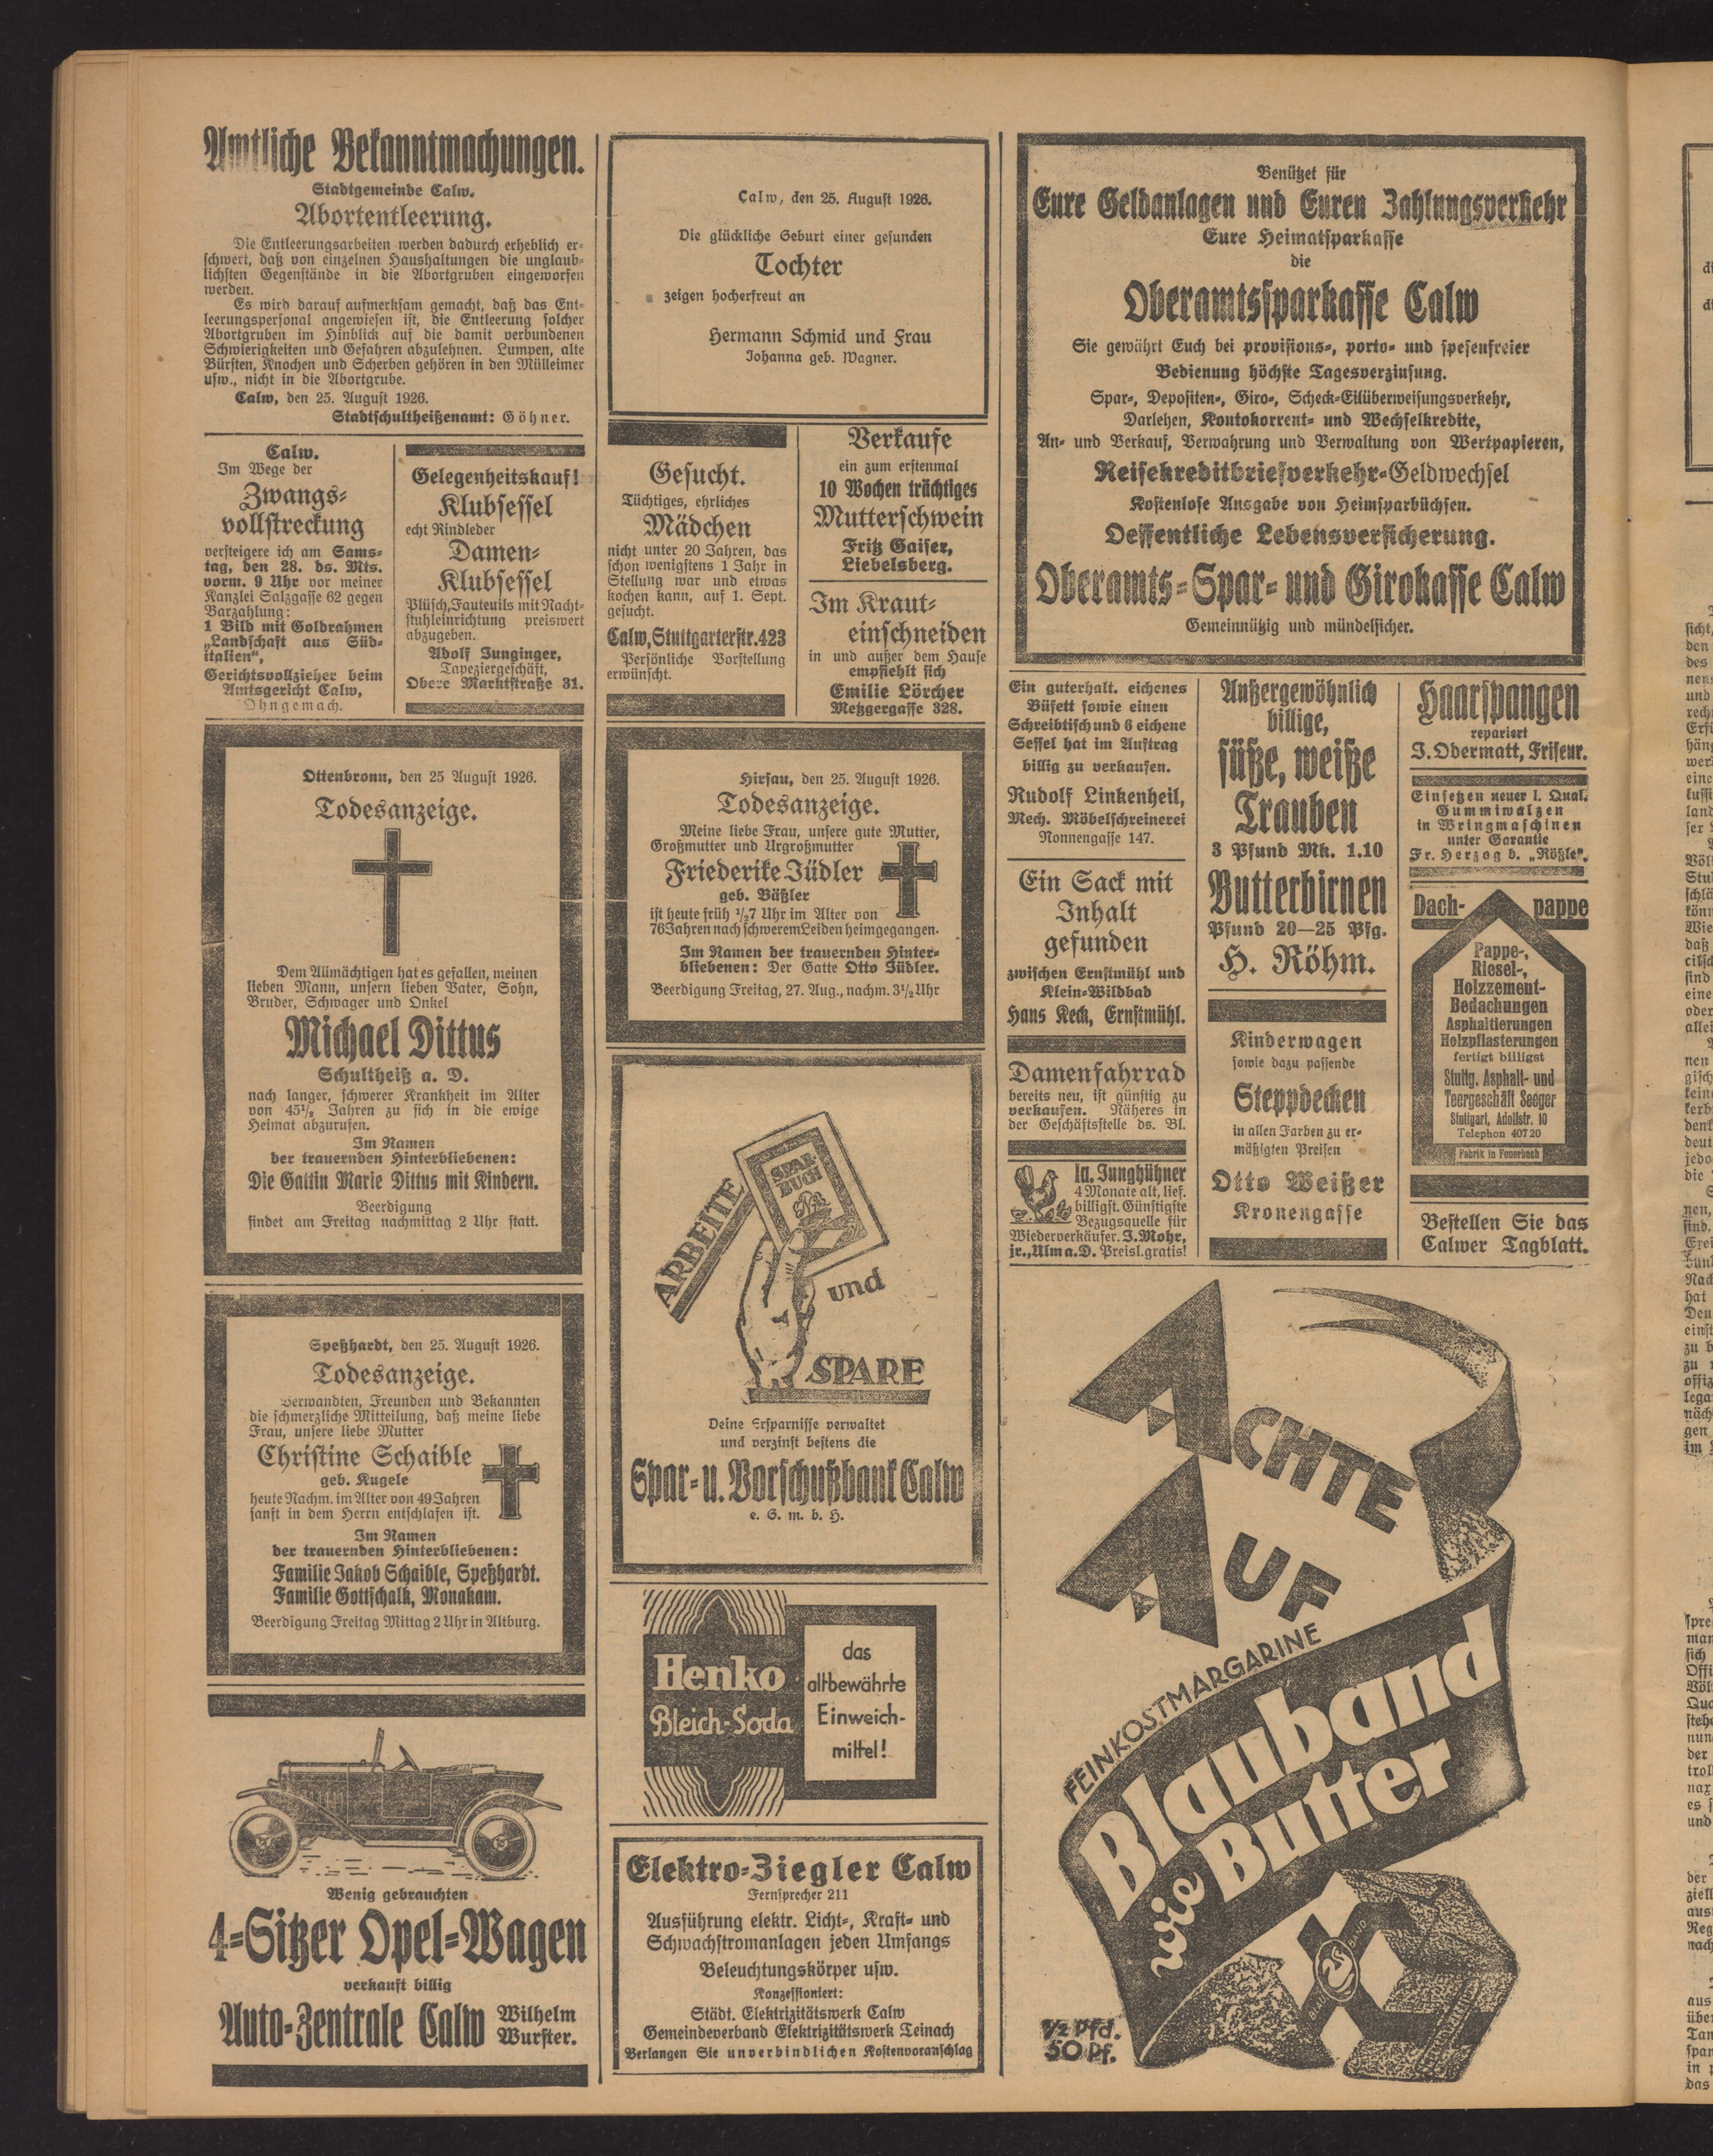 Amtliche Bekanntmachungen.
Stadtgemeinde Calw.
Abortentleerung.
Die Entleerungsarbeiten werden dadurch erheblich er-
schwert, daß von einzelnen Haushaltungen die unglaub-
lichsten Gegenstände in die Abortgruben eingeworfen
werden.
Es wird darauf aufmerksam gemacht, daß das Ent-
leerungspersonal angewiesen ist, die Entleerung solcher
Abortgruben im Hinblick auf die damit verbundenen
Schwierigkeiten und Gefahren abzulehnen. Lumpen, alte
Bürsten, Knochen und Scherben gehören in den Mülleimer
usw., nicht in die Abortgrube.
Calw, den 25. August 1926.
Stadtschultheißenamt: Göhner.
Calw.
Im Wege der
Zwangs-
vollstreckung
versteigere ich am Sams-
tag, den 28. ds. Mts.
vorm. 9 Uhr vor meiner
Kanzlei Salzgasse 62 gegen
Barzahlung:
1 Bild mit Goldrahmen
„Landschaft aus Süd-
italien“,
Gerichtsvollzieher beim
Amtsgericht Calw,
Ohngemach.
Gelegenheitskauf!
Klubsessel
echt Rindleder
Damen-
Klubsessel
Plüsch, Fauteuils mit Nacht-
stuhleinrichtung preiswert
abzugeben.
Adolf Junginger,
Tapeziergeschäft,
Obere Marktstraße 31.
Ottenbronn, den 25 August 1926.
Todesanzeige.
Dem Allmächtigen hat es gefallen, meinen
lieben Mann, unsern lieben Vater, Sohn,
Bruder, Schwager und Onkel
Michael Dittus
Schultheiß a. D.
nach langer, schwerer Krankheit im Alter
von 45½ Jahren zu sich in die ewige
Heimat abzurufen.
Im Namen
der trauernden Hinterbliebenen:
Die Gattin Marie Dittus mit Kindern.
Beerdigung
findet am Freitag nachmittag 2 Uhr statt.
Speßhardt, den 25. August 1926.
Todesanzeige.
Verwandten, Freunden und Bekannten
die schmerzliche Mitteilung, daß meine liebe
Frau, unsere liebe Mutter
Christine Schaible
geb. Kugele
heute Nachm. im Alter von 49 Jahren
sanft in dem Herrn entschlafen ist.
Im Namen
der trauernden Hinterbliebenen:
Familie Jakob Schaible, Speßhardt.
Familie Gottschalk, Monakam.
Beerdigung Freitag Mittag 2 Uhr in Altburg.
Wenig gebrauchten
4-Sitzer Opel-Wagen
verkauft billig
Auto-Zentrale Calw Wilhelm
Wurster.
Calw, den 25. August 1926.
Die glückliche Geburt einer gesunden
Tochter
zeigen hocherfreut an
Hermann Schmid und Frau
Johanna geb. Wagner.
Gesucht.
Tüchtiges, ehrliches
Mädchen
nicht unter 20 Jahren, das
schon wenigstens 1 Jahr in
Stellung war und etwas
kochen kann, auf 1. Sept.
gesucht.
Calw, Stuttgarterstr. 423
Persönliche Vorstellung
erwünscht.
Verkaufe
ein zum erstenmal
10 Wochen trächtiges
Mutterschwein
Fritz Gaiser,
Liebelsberg.
Im Kraut-
einschneiden
in und außer dem Hause
empfiehlt sich
Emilie Lörcher
Metzgergasse 328.
Hirsau, den 25. August 1926.
Todesanzeige.
Meine liebe Frau, unsere gute Mutter,
Großmutter und Urgroßmutter
Friederike Jüdler
geb. Bäßler
ist heute früh ½7 Uhr im Alter von
76 Jahren nach schwerem Leiden heimgegangen.
Im Namen der trauernden Hinter-
bliebenen: Der Gatte Otto Jüdler.
Beerdigung Freitag, 27. Aug., nachm. 3½ Uhr
SPAR-
BUCH
ARBEITE
und
SPARE
Deine Ersparnisse verwaltet
und verzinst bestens die
Spar- u. Vorschußbank Calw
e. G. m. b. H.
Henko
Bleich-Soda
das
altbewährte
Einweich-
mittel!
Elektro-Ziegler Calw
Fernsprecher 211
Ausführung elektr. Licht-, Kraft- und
Schwachstromanlagen jeden Umfangs
Beleuchtungskörper usw.
Konzessioniert:
Städt. Elektrizitätswerk Calw
Gemeindeverband Elektrizitätswerk Teinach
Verlangen Sie unverbindlichen Kostenvoranschlag
Benützet für
Eure Geldanlagen und Euren Zahlungsverkehr
Eure Heimatsparkasse
die
Oberamtssparkasse Calw
Sie gewährt Euch bei provisions-, porto- und spesenfreier
Bedienung höchste Tagesverzinsung.
Spar-, Depositen-, Giro-, Scheck-Eilüberweisungsverkehr,
Darlehen, Kontokorrent- und Wechselkredite,
An- und Verkauf, Verwahrung und Verwaltung von Wertpapieren,
Reisekreditbriefverkehr-Geldwechsel
Kostenlose Ausgabe von Heimsparbüchsen.
Oeffentliche Lebensversicherung.
Oberamts-Spar- und Girokasse Calw
Gemeinnützig und mündelsicher.
Ein guterhalt. eichenes
Büfett sowie einen
Schreibtisch und 6 eichene
Sessel hat im Auftrag
billig zu verkaufen.
Rudolf Linkenheil,
Mech. Möbelschreinerei
Nonnengasse 147.
Ein Sack mit
Inhalt
gefunden
zwischen Ernstmühl und
Klein-Wildbad
Hans Keck, Ernstmühl.
Damenfahrrad
bereits neu, ist günstig zu
verkaufen. Näheres in
der Geschäftsstelle ds. Bl.
Ia. Junghühner
4 Monate alt, lief.
billigst. Günstigste
Bezugsquelle für
Wiederverkäufer. J. Mohr,
jr., Ulm a. D. Preisl. gratis!
Außergewöhnlich
billige,
süße, weiße
Trauben
3 Pfund Mk. 1.10
Butterbirnen
Pfund 20—25 Pfg.
H. Röhm.
Kinderwagen
sowie dazu passende
Steppdecken
in allen Farben zu er-
mäßigten Preisen
Otto Weißer
Kronengasse
Haarspangen
repariert
J. Obermatt, Friseur.
Einsetzen neuer I. Qual.
Gummiwalzen
in Wringmaschinen
unter Garantie
Fr. Herzog b. „Rößle“.
Dach- pappe
Pappe-,
Riesel-,
Holzzement-
Bedachungen
Asphaltierungen
Holzpflasterungen
fertigt billigst
Stuttg. Asphalt- und
Teergeschäft Seeger
Stuttgart, Adolfstr. 10
Telephon 40720
Fabrik in Feuerbach
Bestellen Sie das
Calwer Tagblatt.
ACHTE
AUF
FEINKOSTMARGARINE
Blauband
wie Butter
½ Pfd.
50 Pf.